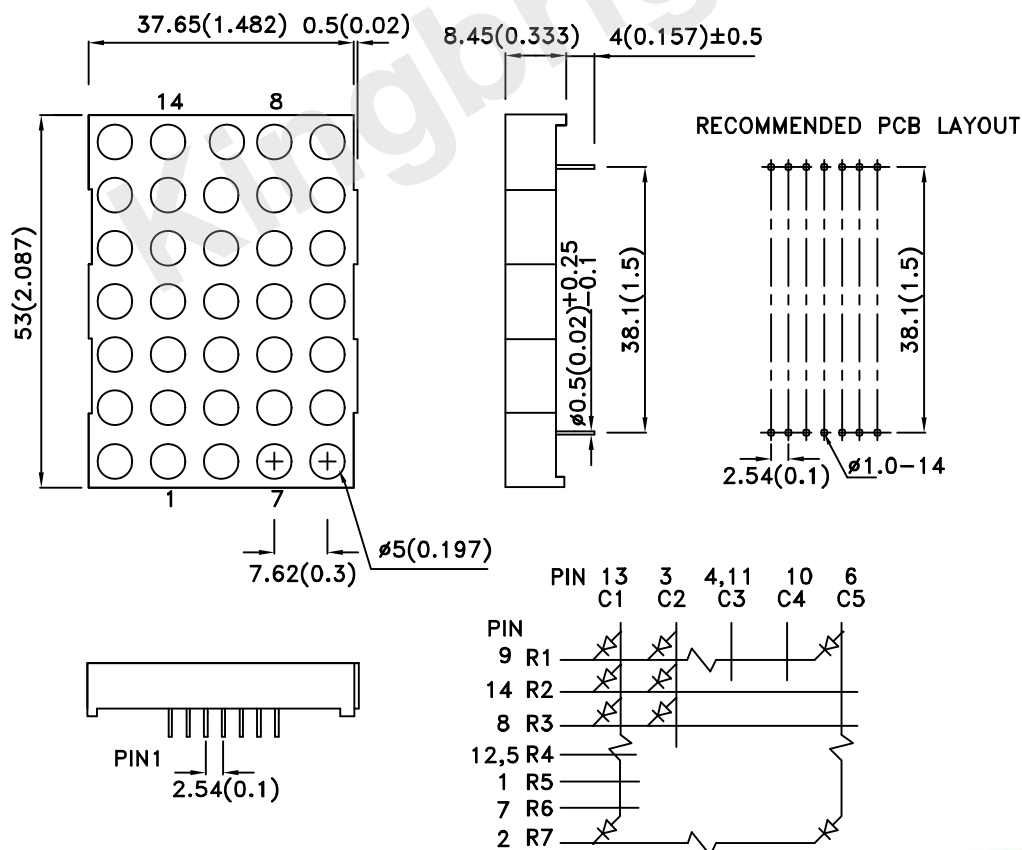 37.65(1.482) 0.5(0.02)
8.45(0.333) 4(0.157)±0.5
14 8
RECOMMENDED PCB LAYOUT
53(2.087)
ø0.5(0.02)+0.25 -0.1
38.1(1.5)
38.1(1.5)
2.54(0.1) ø1.0-14
1 7
ø5(0.197)
7.62(0.3)
PIN 13 3 4,11 10 6
C1 C2 C3 C4 C5
PIN
9 R1
14 R2
8 R3
12,5 R4
1 R5
7 R6
2 R7
PIN1
2.54(0.1)